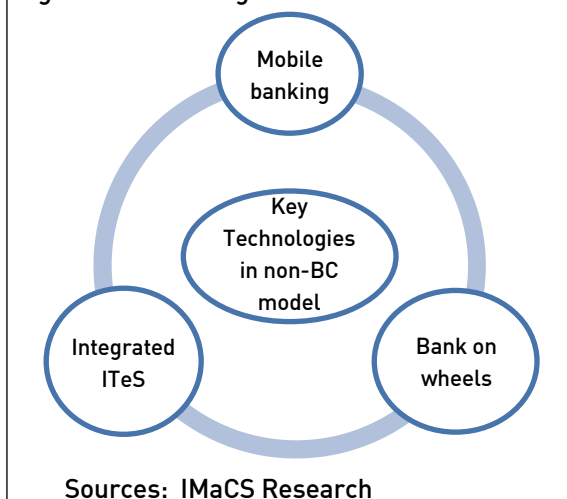 Mobile
banking
Key
Technologies
in non-BC
model
Integrated
ITeS
Bank on
wheels
Sources: IMaCS Research